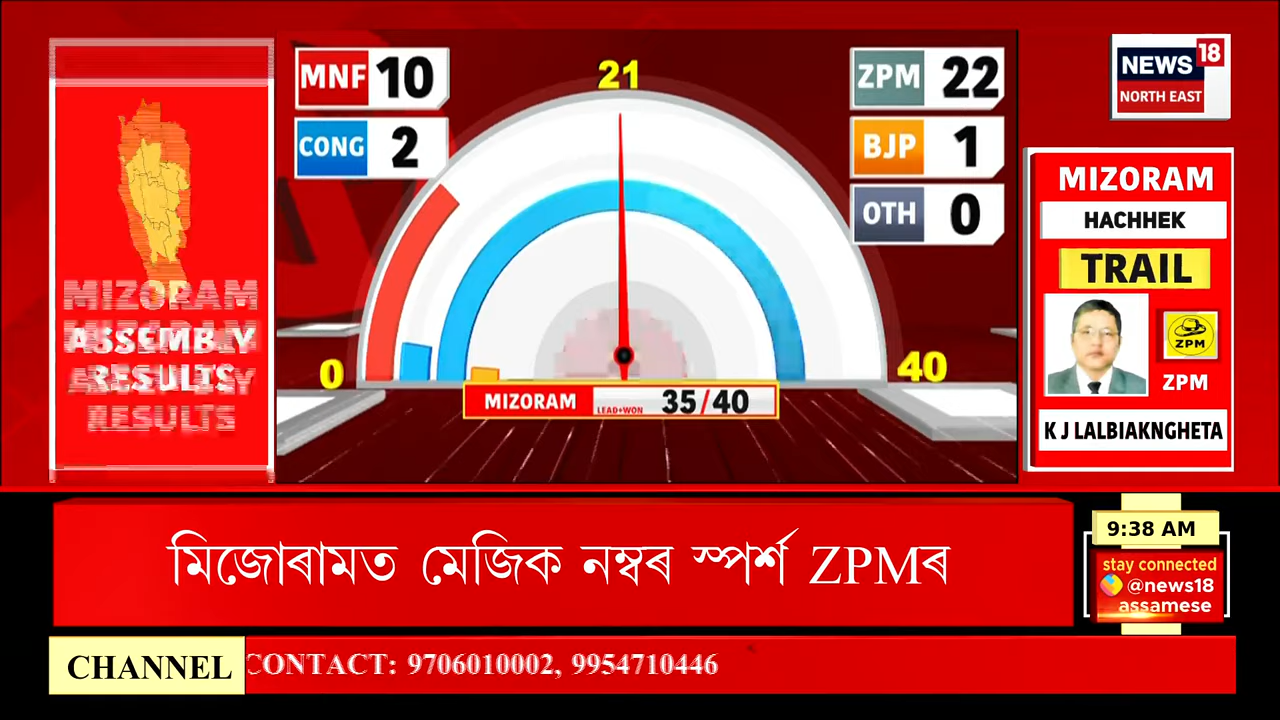 MNF 10
CONG 2
21
ZPM 22
BJP 1
OTH 0
0
40
MIZORAM LEAD+WON 35/40
MIZORAM
ASSEMBLY
RESULTS
RESULTS
NEWS 18
NORTH EAST
MIZORAM
HACHHEK
TRAIL
ZPM
ZPM
K J LALBIAKNGHETA
মিজোৰামত মেজিক নম্বৰ স্পৰ্শ ZPMৰ
9:38 AM
stay connected
@news18
assamese
CHANNEL CONTACT: 9706010002, 9954710446